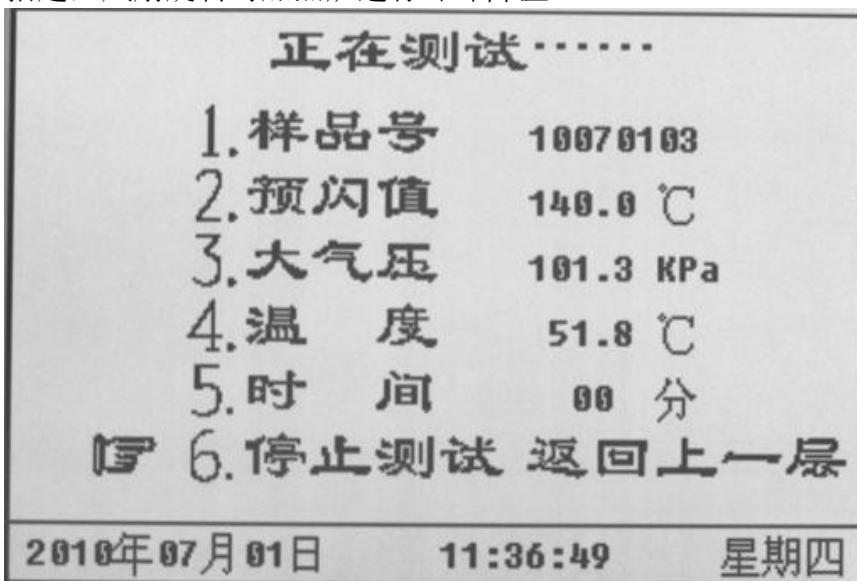 正在测试······
1.样品号 10070103
2.预闪值 140.0 ℃
3.大气压 101.3 KPa
4.温 度 51.8 ℃
5.时 间 00 分
☞ 6.停止测试 返回上一层
2010年07月01日 11:36:49 星期四